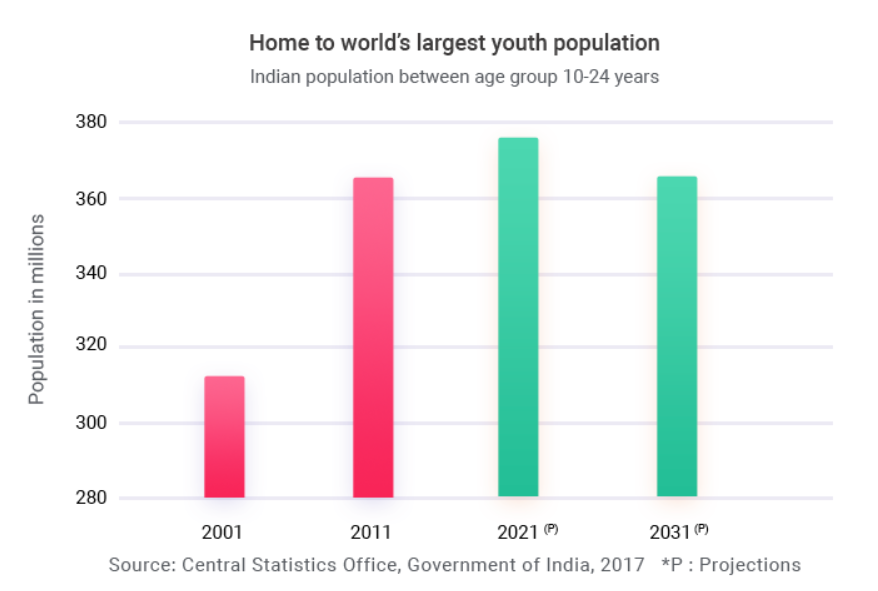 Home to world’s largest youth population
Indian population between age group 10-24 years
Population in millions
380
360
340
320
300
280
2001 2011 2021 (P) 2031 (P)
Source: Central Statistics Office, Government of India, 2017 *P : Projections